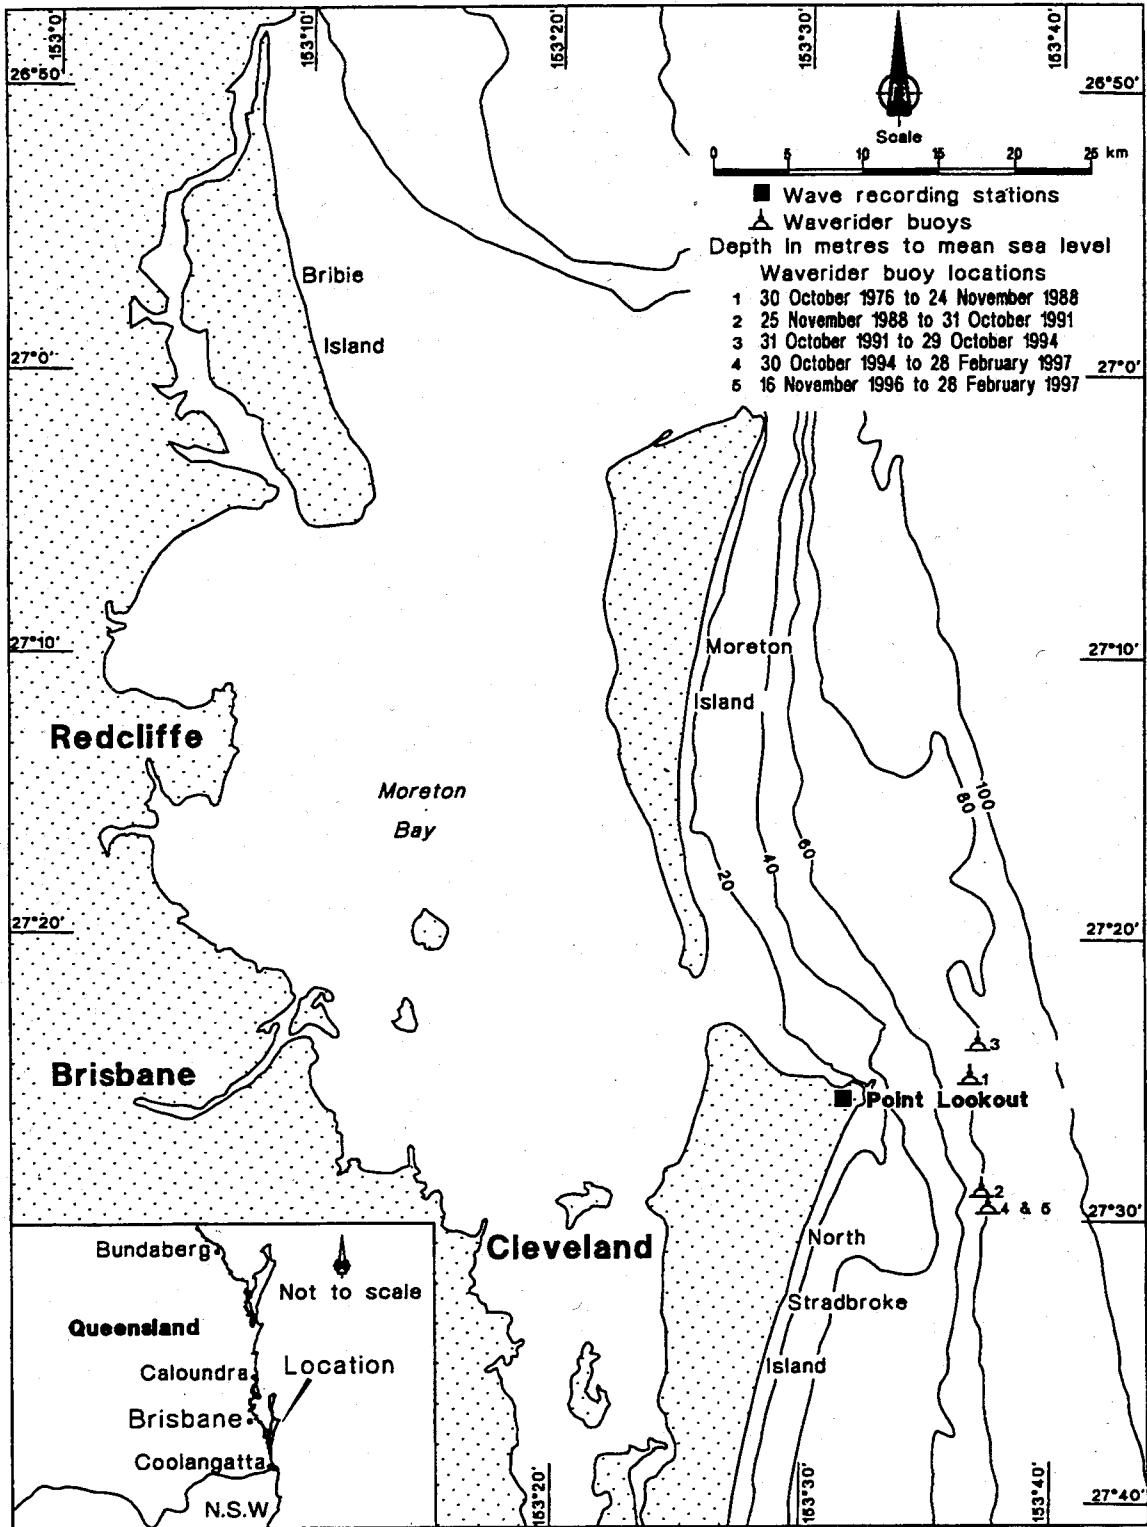 153°0'
153°10'
153°20'
153°30'
153°40'
26°50'
26°50'
Scale
0 5 10 15 20 25 km
Wave recording stations
Waverider buoys
Depth in metres to mean sea level
Waverider buoy locations
1 30 October 1976 to 24 November 1988
2 25 November 1988 to 31 October 1991
3 31 October 1991 to 29 October 1994
4 30 October 1994 to 28 February 1997
5 16 November 1996 to 28 February 1997
Bribie
Island
27°0'
27°0'
27°10'
27°10'
Moreton
Island
Redcliffe
Moreton
Bay
20
40
60
80
100
27°20'
27°20'
3
1
Brisbane
Point Lookout
2
4 & 5
27°30'
Cleveland
North
Stradbroke
Island
Bundaberg
Not to scale
Queensland
Caloundra
Location
Brisbane
Coolangatta
N.S.W
153°20'
153°30'
153°40'
27°40'